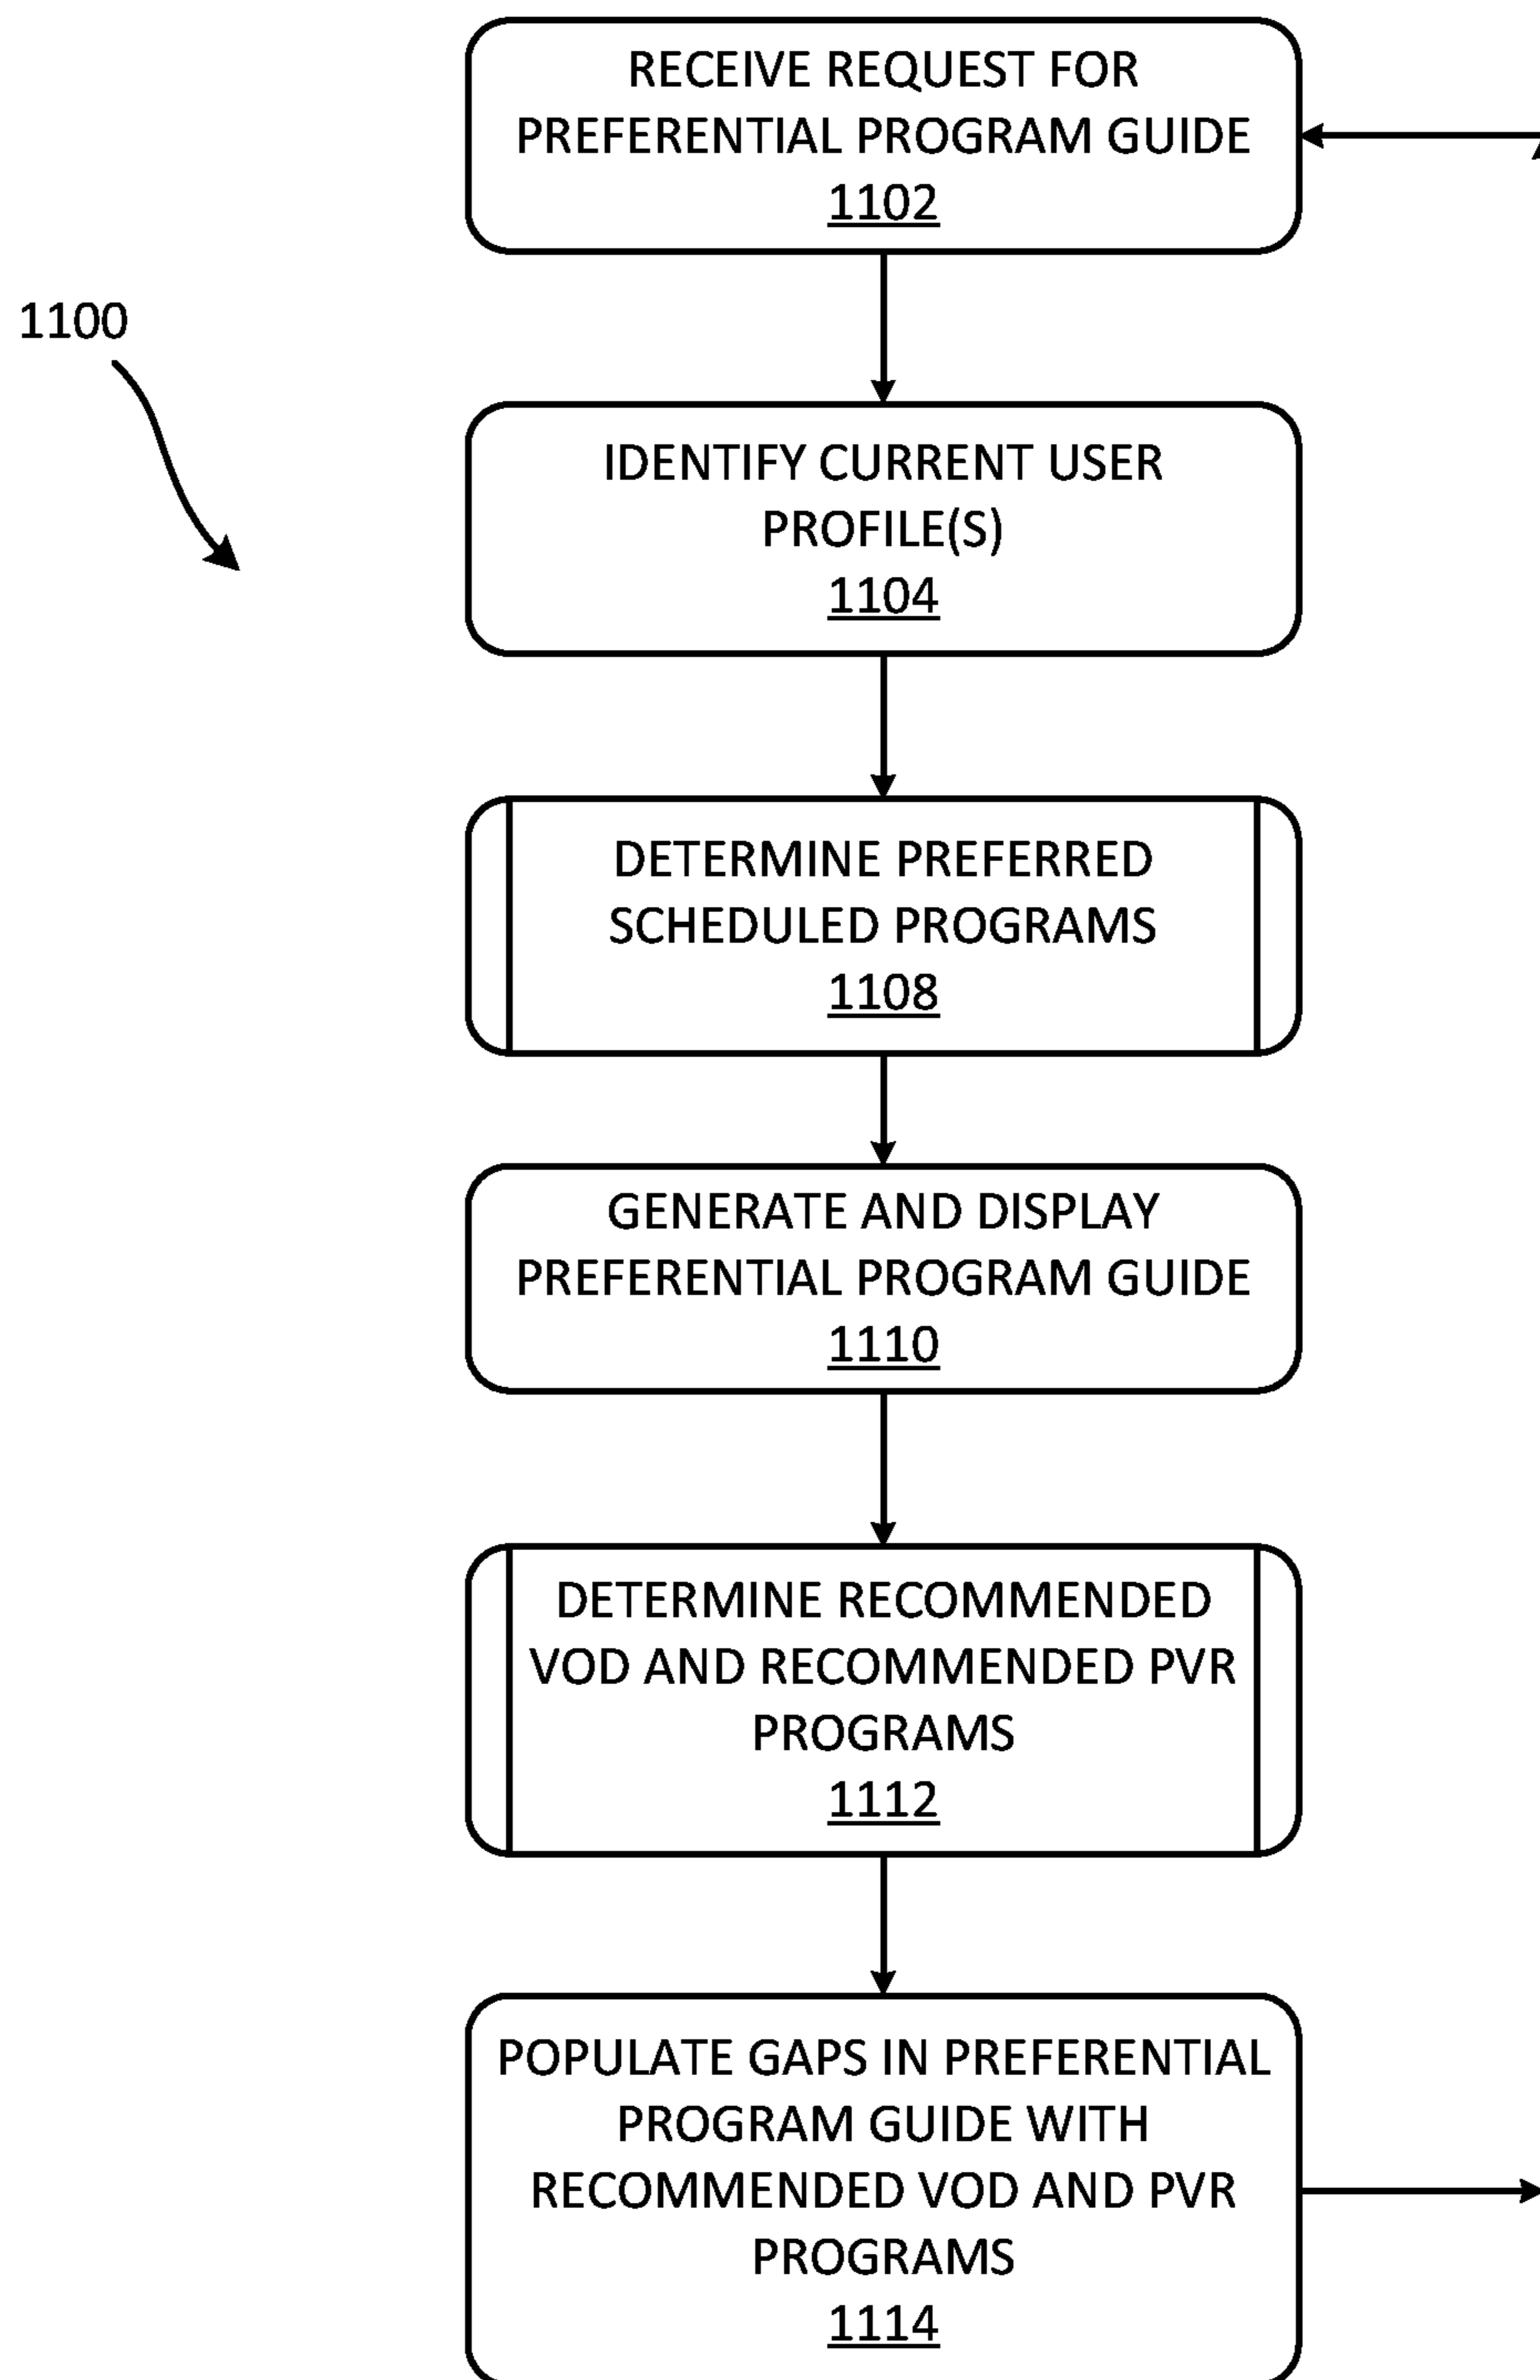 RECEIVE REQUEST FOR
PREFERENTIAL PROGRAM GUIDE
1102
1100
IDENTIFY CURRENT USER
PROFILE(S)
1104
DETERMINE PREFERRED
SCHEDULED PROGRAMS
1108
GENERATE AND DISPLAY
PREFERENTIAL PROGRAM GUIDE
1110
DETERMINE RECOMMENDED
VOD AND RECOMMENDED PVR
PROGRAMS
1112
POPULATE GAPS IN PREFERENTIAL
PROGRAM GUIDE WITH
RECOMMENDED VOD AND PVR
PROGRAMS
1114